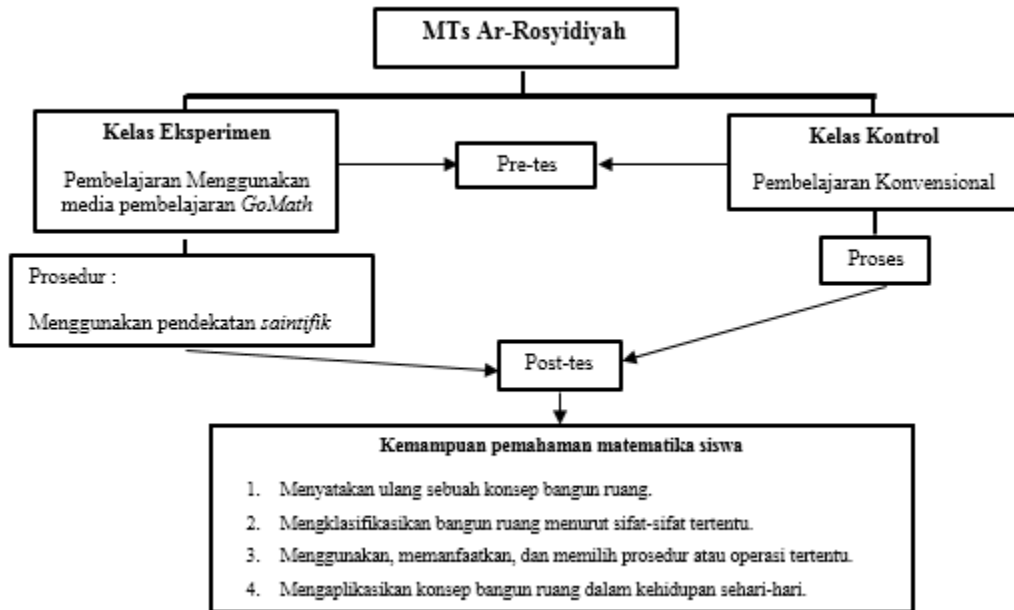 MTs Ar-Rosyidiyah
Kelas Eksperimen
Pembelajaran Menggunakan
media pembelajaran GoMath
Pre-tes
Kelas Kontrol
Pembelajaran Konvensional
Prosedur :
Menggunakan pendekatan saintifik
Proses
Post-tes
Kemampuan pemahaman matematika siswa
1. Menyatakan ulang sebuah konsep bangun ruang.
2. Mengklasifikasikan bangun ruang menurut sifat-sifat tertentu.
3. Menggunakan, memanfaatkan, dan memilih prosedur atau operasi tertentu.
4. Mengaplikasikan konsep bangun ruang dalam kehidupan sehari-hari.